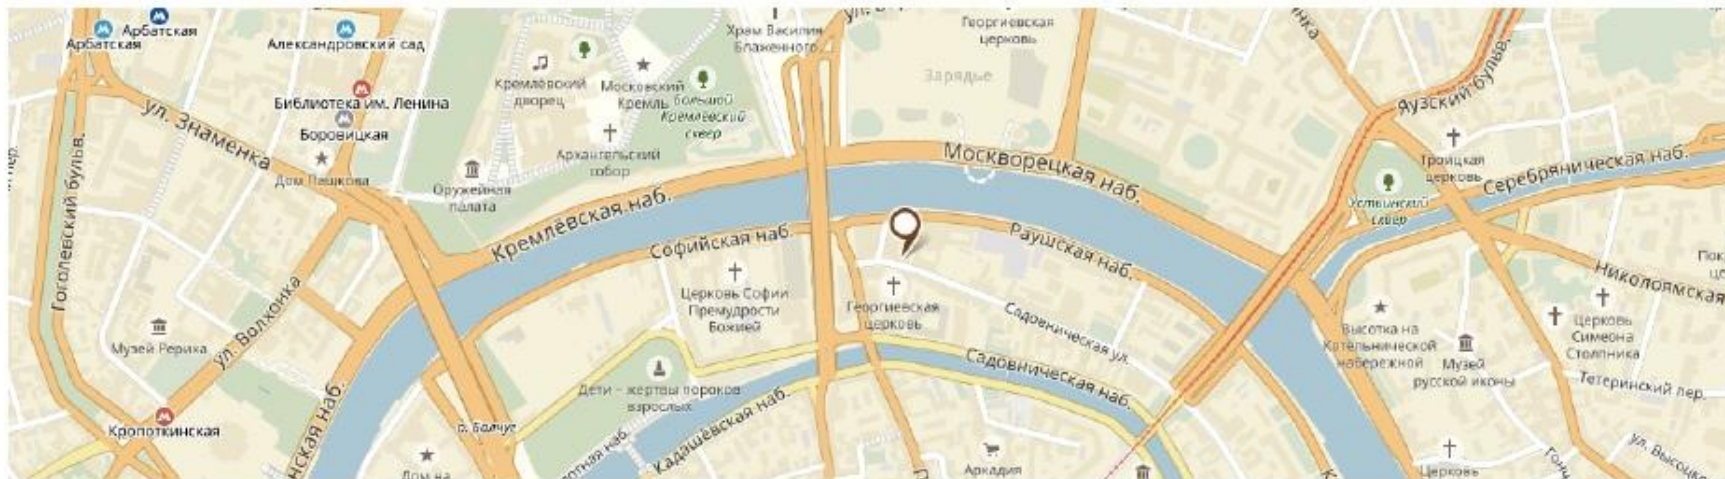 Арбатская
Арбатская
Александровский сад
Библиотека им. Ленина
Боровицкая
ул. Знаменка
Дом Пашкова
Гоголевский бульв.
Оружейная
палата
Кремлёвский
дворец
Московский
Кремль
Большой
Кремлёвский
сквер
Архангельский
собор
Храм Василия
Блаженного
Георгиевская
церковь
Зарядье
Москворецкая наб.
Кремлёвская наб.
Софийская наб.
Раушская наб.
Яузский бульв.
Троицкая
церковь
Серебряническая наб.
Устьинский
сквер
Николоямская
Церковь Софии
Премудрости
Божией
Георгиевская
церковь
Садовническая ул.
Садовническая наб.
Высотка на
Котельнической
набережной
Музей
русской иконы
Церковь
Симеона
Столпника
Тетеринский пер.
Музей Рериха
ул. Волхонка
Дети – жертвы пороков
взрослых
Кадашёвская наб.
Кропоткинская
о. Балчуг
Дом на
Аркадия
Церковь